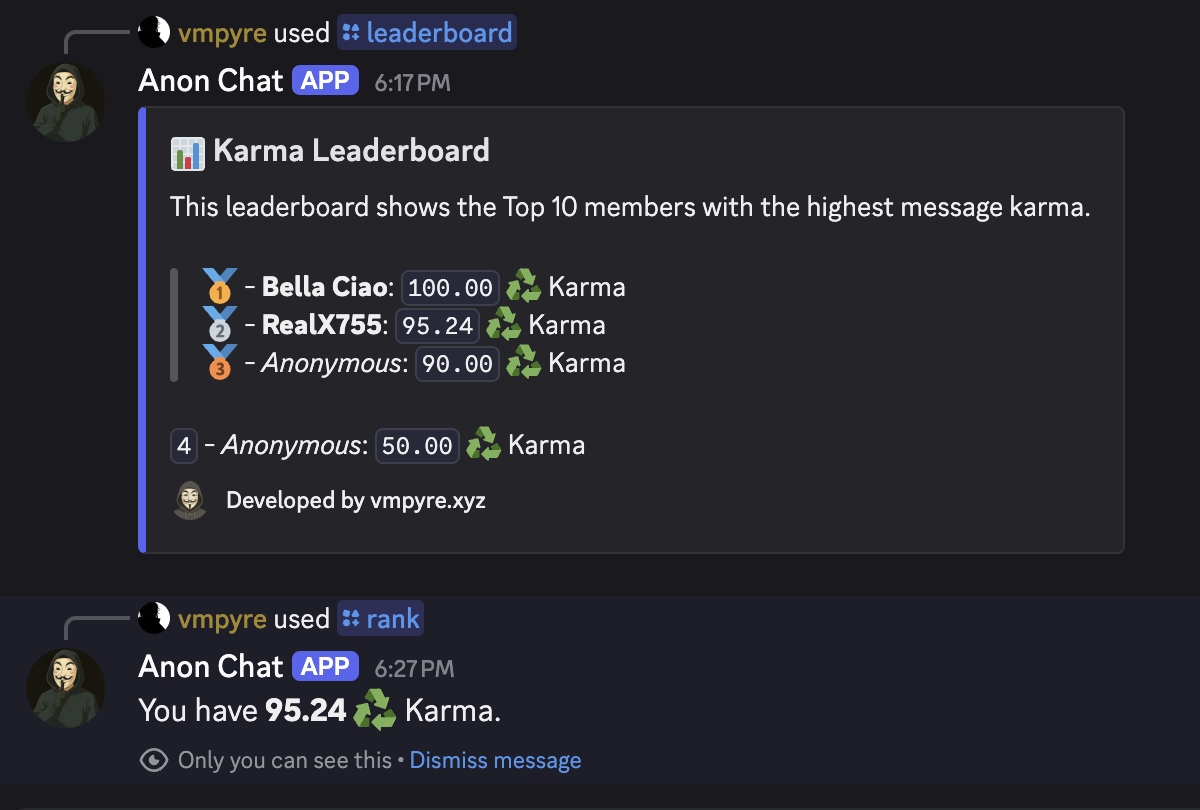 vmpyre used leaderboard
Anon Chat APP 6:17 PM
Karma Leaderboard
This leaderboard shows the Top 10 members with the highest message karma.
1 - Bella Ciao: 100.00 Karma
2 - RealX755: 95.24 Karma
3 - Anonymous: 90.00 Karma
4 - Anonymous: 50.00 Karma
Developed by vmpyre.xyz
vmpyre used rank
Anon Chat APP 6:27 PM
You have 95.24 Karma.
Only you can see this • Dismiss message